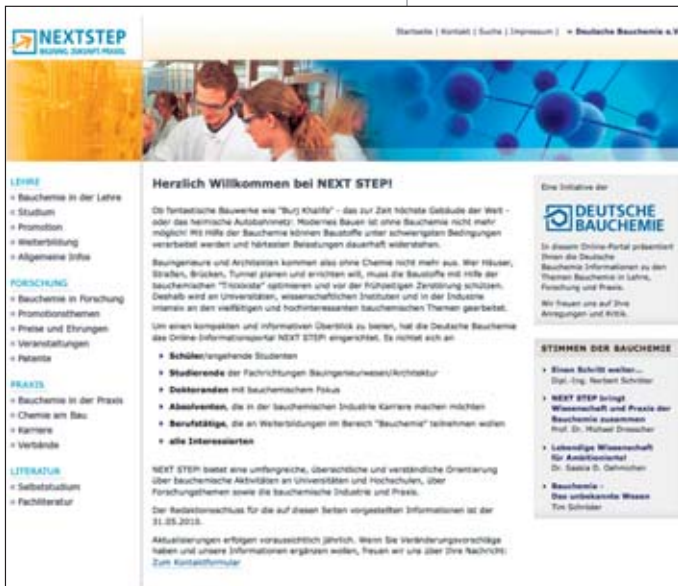 NEXTSTEP
BILDUNG. ZUKUNFT. PRAXIS.
Startseite | Kontakt | Suche | Impressum | » Deutsche Bauchemie e.V.
LEHRE
» Bauchemie in der Lehre
» Studium
» Promotion
» Weiterbildung
» Allgemeine Infos
FORSCHUNG
» Bauchemie in Forschung
» Promotionsthemen
» Preise und Ehrungen
» Veranstaltungen
» Patente
PRAXIS
» Bauchemie in der Praxis
» Chemie am Bau
» Karriere
» Verbände
LITERATUR
» Selbststudium
» Fachliteratur
Herzlich Willkommen bei NEXT STEP!
Ob fantastische Bauwerke wie "Burj Khalifa" - das zur Zeit höchste Gebäude der Welt -
oder das heimische Autobahnnetz: Modernes Bauen ist ohne Bauchemie nicht mehr
möglich! Mit Hilfe der Bauchemie können Baustoffe unter schwierigsten Bedingungen
verarbeitet werden und härtesten Belastungen dauerhaft widerstehen.
Bauingenieure und Architekten kommen also ohne Chemie nicht mehr aus. Wer Häuser,
Straßen, Brücken, Tunnel planen und errichten will, muss die Baustoffe mit Hilfe der
bauchemischen "Trickkiste" optimieren und vor der frühzeitigen Zerstörung schützen.
Deshalb wird an Universitäten, wissenschaftlichen Instituten und in der Industrie
intensiv an den vielfältigen und hochinteressanten bauchemischen Themen gearbeitet.
Um einen kompakten und informativen Überblick zu bieten, hat die Deutsche Bauchemie
das Online-Informationsportal NEXT STEP! eingerichtet. Es richtet sich an
Schüler/angehende Studenten
Studierende der Fachrichtungen Bauingenieurwesen/Architektur
Doktoranden mit bauchemischem Fokus
Absolventen, die in der bauchemischen Industrie Karriere machen möchten
Berufstätige, die an Weiterbildungen im Bereich "Bauchemie" teilnehmen wollen
alle Interessierten
NEXT STEP! bietet eine umfangreiche, übersichtliche und verständliche Orientierung
über bauchemische Aktivitäten an Universitäten und Hochschulen, über
Forschungsthemen sowie die bauchemische Industrie und Praxis.
Der Redaktionsschluss für die auf diesen Seiten vorgestellten Informationen ist der
31.05.2010.
Aktualisierungen erfolgen voraussichtlich jährlich. Wenn Sie Veränderungsvorschläge
haben und unsere Informationen ergänzen wollen, freuen wir uns über Ihre Nachricht:
Zum Kontaktformular
Eine Initiative der
DEUTSCHE
BAUCHEMIE
In diesem Online-Portal präsentiert
Ihnen die Deutsche
Bauchemie Informationen zu den
Themen Bauchemie in Lehre,
Forschung und Praxis.
Wir freuen uns auf Ihre
Anregungen und Kritik.
STIMMEN DER BAUCHEMIE
Einen Schritt weiter...
Dipl.-Ing. Norbert Schröter
NEXT STEP bringt
Wissenschaft und Praxis der
Bauchemie zusammen
Prof. Dr. Michael
Lebendige Wissenschaft
für Ambitionierte!
Dr. Saskia O.
Bauchemie -
Das unbekannte Wesen
Tim Schröder